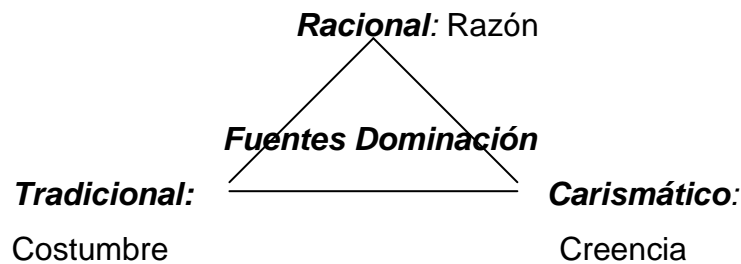 Racional: Razón
Fuentes Dominación
Tradicional:
Carismático:
Costumbre
Creencia